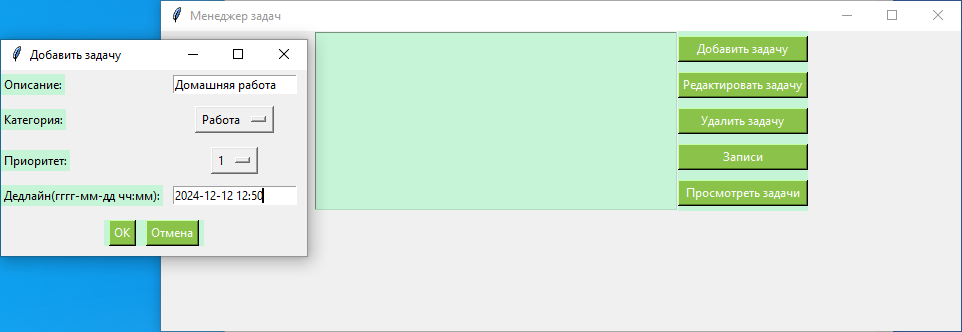 Менеджер задач
Добавить задачу
Описание: Домашняя работа
Категория: Работа
Приоритет: 1
Дедлайн(гггг-мм-дд чч:мм): 2024-12-12 12:50
ОК Отмена
Добавить задачу
Редактировать задачу
Удалить задачу
Записи
Просмотреть задачи